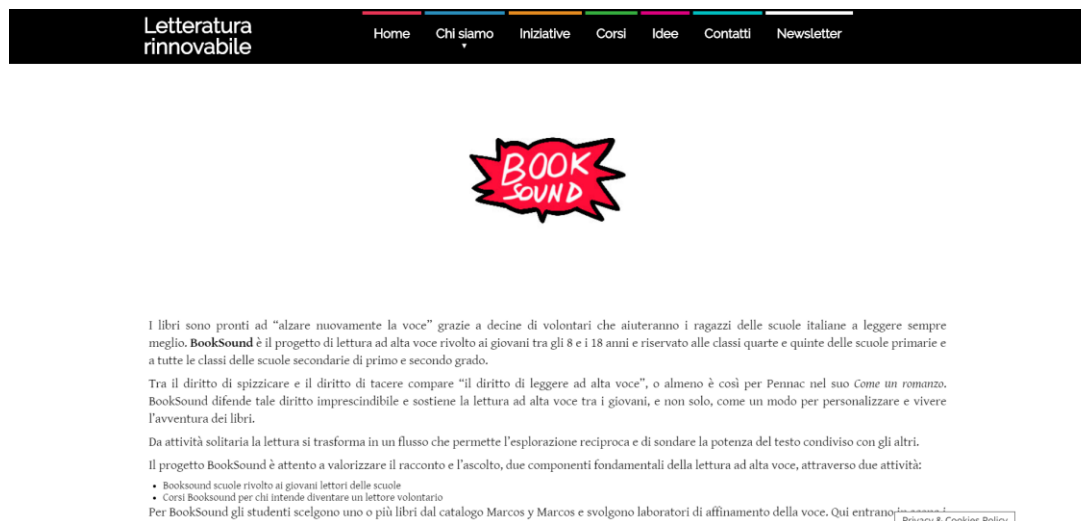 Letteratura
rinnovabile
Home Chi siamo Iniziative Corsi Idee Contatti Newsletter
BOOK
SOUND
I libri sono pronti ad “alzare nuovamente la voce” grazie a decine di volontari che aiuteranno i ragazzi delle scuole italiane a leggere sempre
meglio. BookSound è il progetto di lettura ad alta voce rivolto ai giovani tra gli 8 e i 18 anni e riservato alle classi quarte e quinte delle scuole primarie e
a tutte le classi delle scuole secondarie di primo e secondo grado.
Tra il diritto di spizzicare e il diritto di tacere compare “il diritto di leggere ad alta voce”, o almeno è così per Pennac nel suo Come un romanzo.
BookSound difende tale diritto imprescindibile e sostiene la lettura ad alta voce tra i giovani, e non solo, come un modo per personalizzare e vivere
l’avventura dei libri.
Da attività solitaria la lettura si trasforma in un flusso che permette l’esplorazione reciproca e di sondare la potenza del testo condiviso con gli altri.
Il progetto BookSound è attento a valorizzare il racconto e l’ascolto, due componenti fondamentali della lettura ad alta voce, attraverso due attività:
• Booksound scuole rivolto ai giovani lettori delle scuole
• Corsi Booksound per chi intende diventare un lettore volontario
Per BookSound gli studenti scelgono uno o più libri dal catalogo Marcos y Marcos e svolgono laboratori di affinamento della voce. Qui entrano
Privacy & Cookies Policy